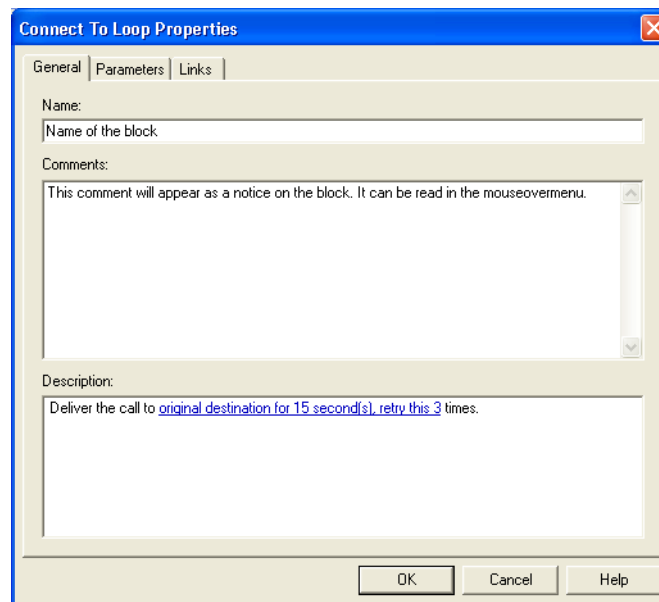 Connect To Loop Properties
General Parameters Links
Name:
Name of the block
Comments:
This comment will appear as a notice on the block. It can be read in the mouseovermenu.
Description:
Deliver the call to original destination for 15 second(s), retry this 3 times.
OK Cancel Help